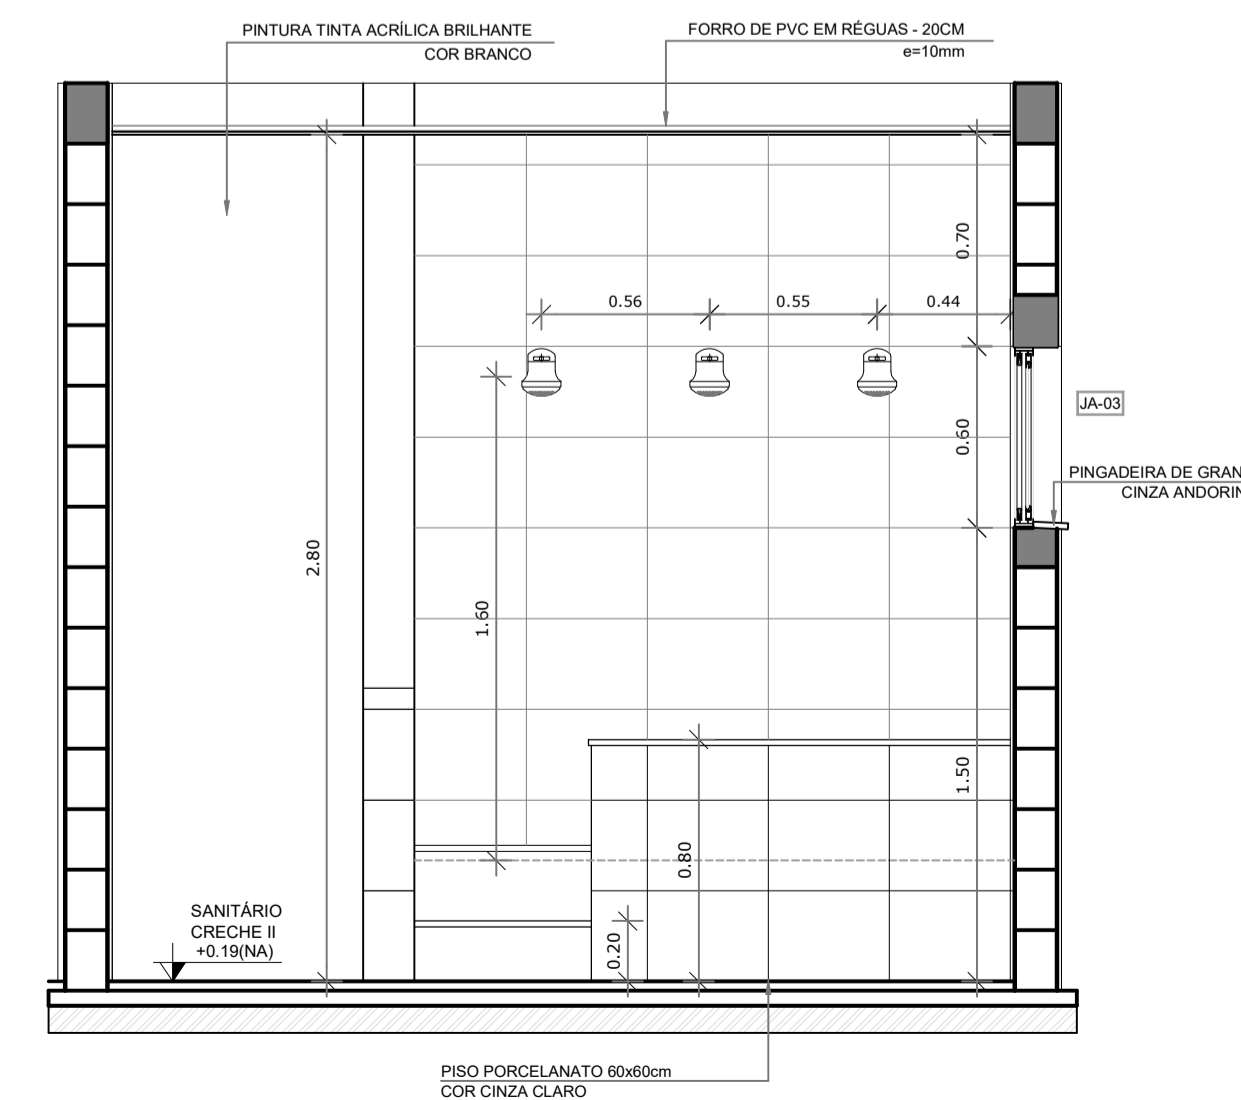 PINTURA TINTA ACRÍLICA BRILHANTE
COR BRANCO
FORRO DE PVC EM RÉGUAS - 20CM
e=10mm
0.70
0.56
0.55
0.44
JA-03
0.60
PINGADEIRA DE GRAN
CINZA ANDORIN
2.80
1.60
1.50
0.80
SANITÁRIO
CRECHE II
+0.19(NA)
0.20
PISO PORCELANATO 60x60cm
COR CINZA CLARO